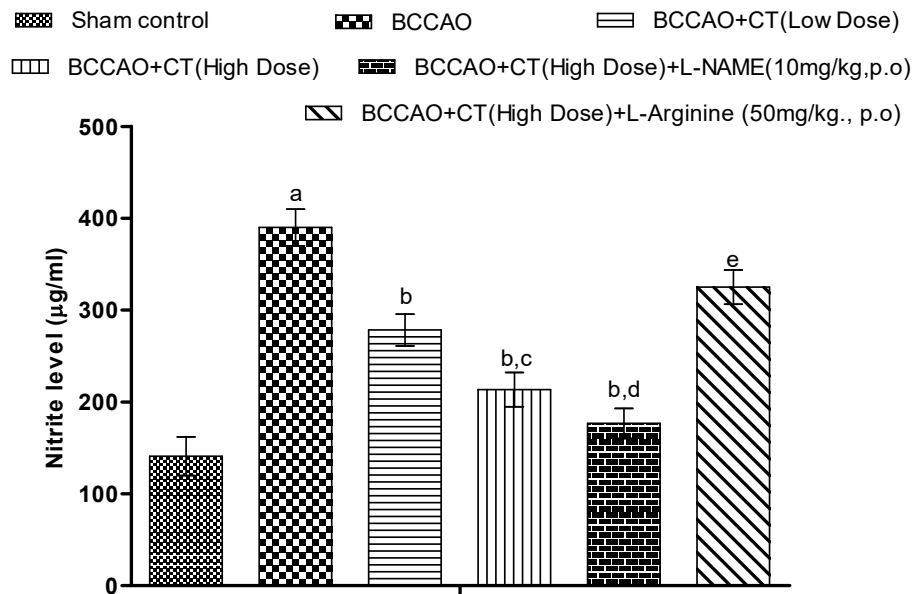 Sham control BCCAO BCCAO+CT(Low Dose)
BCCAO+CT(High Dose) BCCAO+CT(High Dose)+L-NAME(10mg/kg,p.o)
BCCAO+CT(High Dose)+L-Arginine (50mg/kg., p.o)
Nitrite level (µg/ml)
500
400
300
200
100
0
a
b
b,c
b,d
e